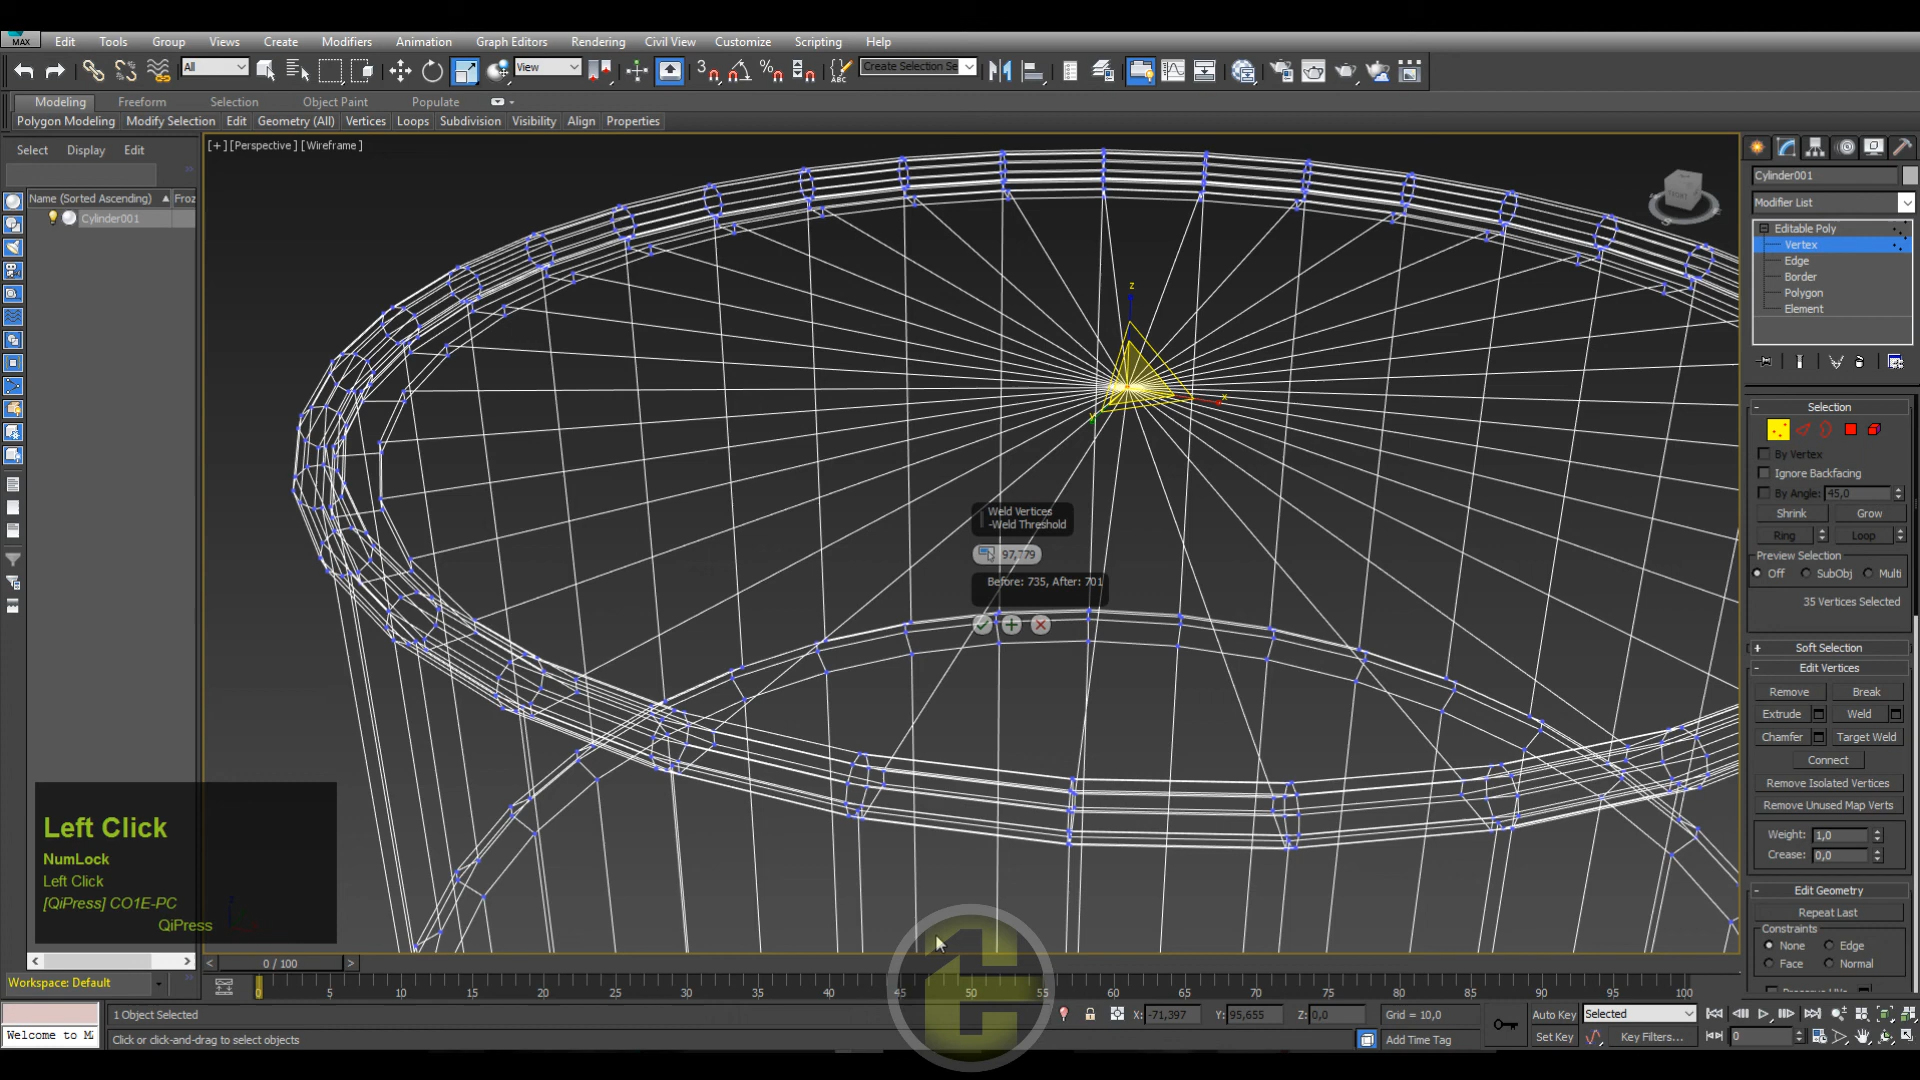 MAX Edit Tools Group Views Create Modifiers Animation Graph Editors Rendering Civil View Customize Scripting Help
All View 3 ABC Create Selection Se
Modeling Freeform Selection Object Paint Populate
Polygon Modeling Modify Selection Edit Geometry (All) Vertices Loops Subdivision Visibility Align Properties
Select Display Edit
Name (Sorted Ascending) Froz
Cylinder001
[+] [Perspective ] [Wireframe ]
z
x
Weld Vertices
-Weld Threshold
97,779
Before: 735, After: 701
Cylinder001
Modifier List
Editable Poly
Vertex
Edge
Border
Polygon
Element
- Selection
By Vertex
Ignore Backfacing
By Angle: 45,0
Shrink Grow
Ring Loop
Preview Selection
Off SubObj Multi
35 Vertices Selected
+ Soft Selection
- Edit Vertices
Remove Break
Extrude Weld
Chamfer Target Weld
Connect
Remove Isolated Vertices
Remove Unused Map Verts
Weight: 1,0
Crease: 0,0
- Edit Geometry
Repeat Last
Constraints
None Edge
Face Normal
Left Click
NumLock
Left Click
[QiPress] CO1E-PC
QiPress
< >
< 0 / 100 >
Workspace: Default
0 5 10 15 20 25 30 35 40 45 50 55 60 65 70 75 80 85 90 95 100
1 Object Selected X: -71,397 Y: 95,655 Z: 0,0 Grid = 10,0 Auto Key Selected
Welcome to Mi Click or click-and-drag to select objects Add Time Tag Set Key Key Filters... 0